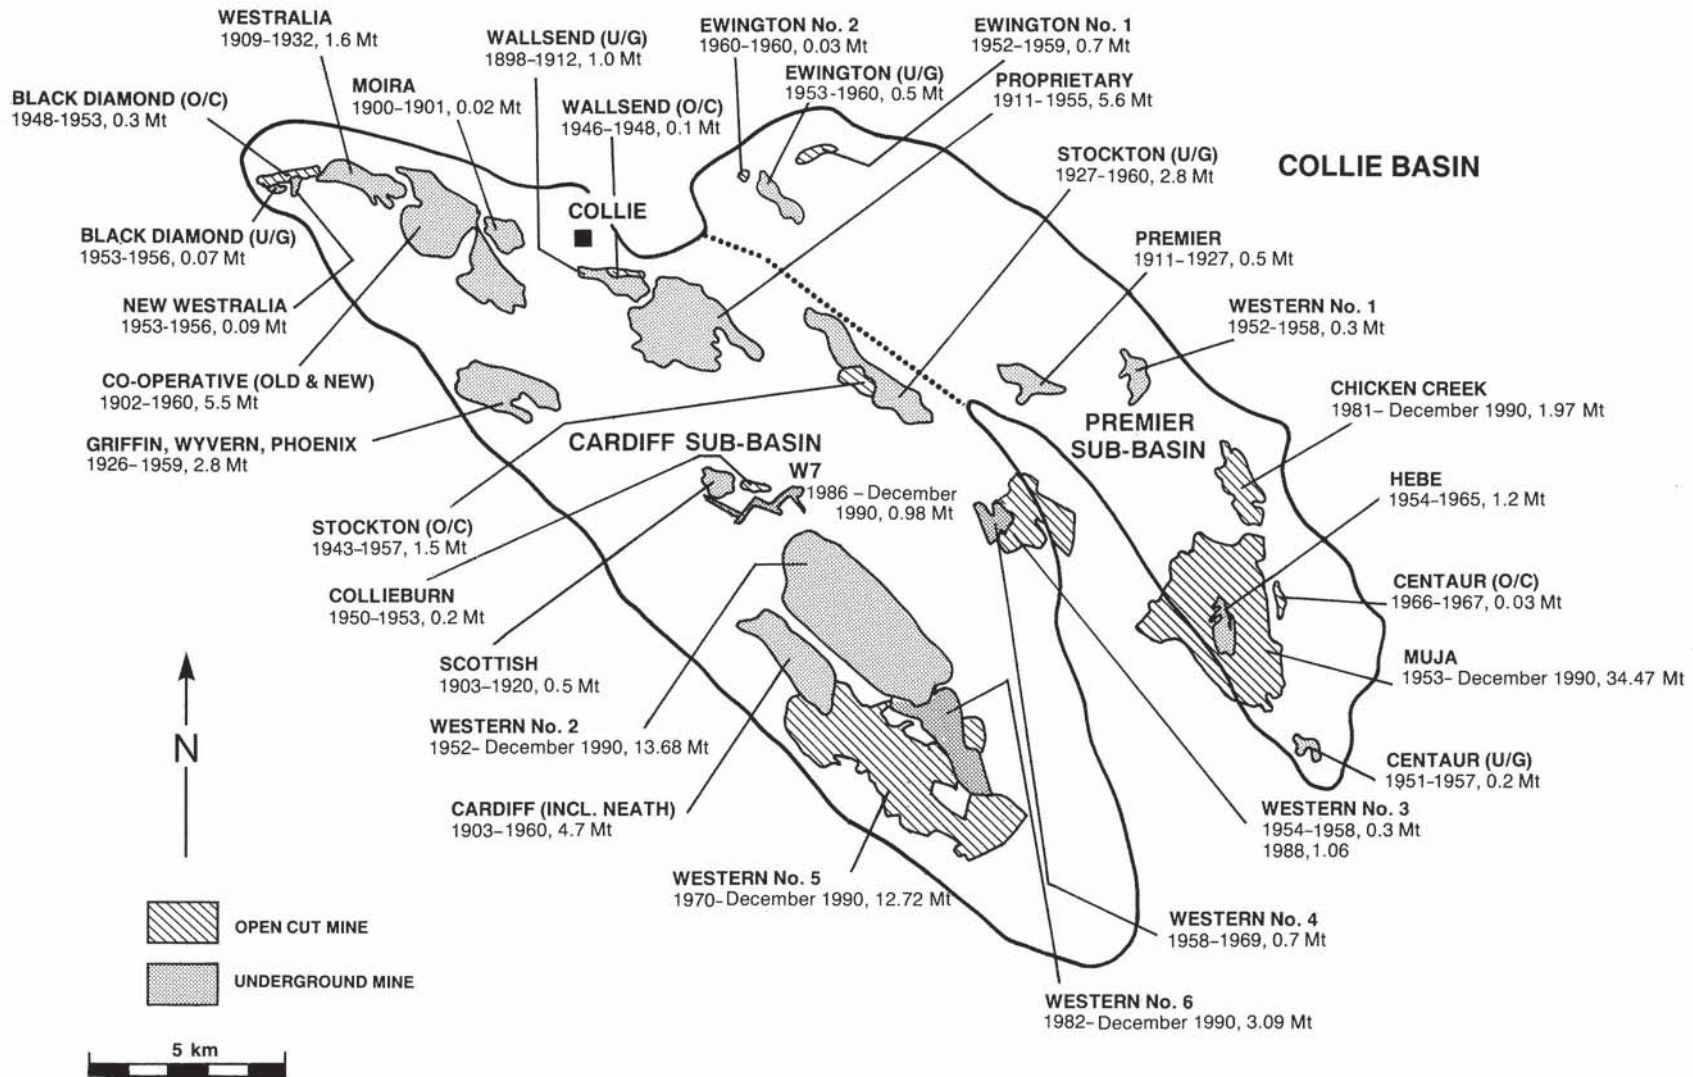 WESTRALIA
1909-1932, 1.6 Mt
WALLSEND (U/G)
1898-1912, 1.0 Mt
EWINGTON No. 2
1960-1960, 0.03 Mt
EWINGTON No. 1
1952-1959, 0.7 Mt
MOIRA
1900-1901, 0.02 Mt
EWINGTON (U/G)
1953-1960, 0.5 Mt
PROPRIETARY
1911-1955, 5.6 Mt
BLACK DIAMOND (O/C)
1948-1953, 0.3 Mt
WALLSEND (O/C)
1946-1948, 0.1 Mt
STOCKTON (U/G)
1927-1960, 2.8 Mt
COLLIE BASIN
COLLIE
BLACK DIAMOND (U/G)
1953-1956, 0.07 Mt
PREMIER
1911-1927, 0.5 Mt
NEW WESTRALIA
1953-1956, 0.09 Mt
WESTERN No. 1
1952-1958, 0.3 Mt
CO-OPERATIVE (OLD & NEW)
1902-1960, 5.5 Mt
CHICKEN CREEK
1981- December 1990, 1.97 Mt
GRIFFIN, WYVERN, PHOENIX
1926-1959, 2.8 Mt
CARDIFF SUB-BASIN
PREMIER
SUB-BASIN
W7
1986 - December
1990, 0.98 Mt
HEBE
1954-1965, 1.2 Mt
STOCKTON (O/C)
1943-1957, 1.5 Mt
COLLIEBURN
1950-1953, 0.2 Mt
CENTAUR (O/C)
1966-1967, 0.03 Mt
SCOTTISH
1903-1920, 0.5 Mt
MUJA
1953- December 1990, 34.47 Mt
WESTERN No. 2
1952- December 1990, 13.68 Mt
N
CENTAUR (U/G)
1951-1957, 0.2 Mt
CARDIFF (INCL. NEATH)
1903-1960, 4.7 Mt
WESTERN No. 3
1954-1958, 0.3 Mt
1988, 1.06
WESTERN No. 5
1970- December 1990, 12.72 Mt
WESTERN No. 4
1958-1969, 0.7 Mt
OPEN CUT MINE
UNDERGROUND MINE
WESTERN No. 6
1982- December 1990, 3.09 Mt
5 km